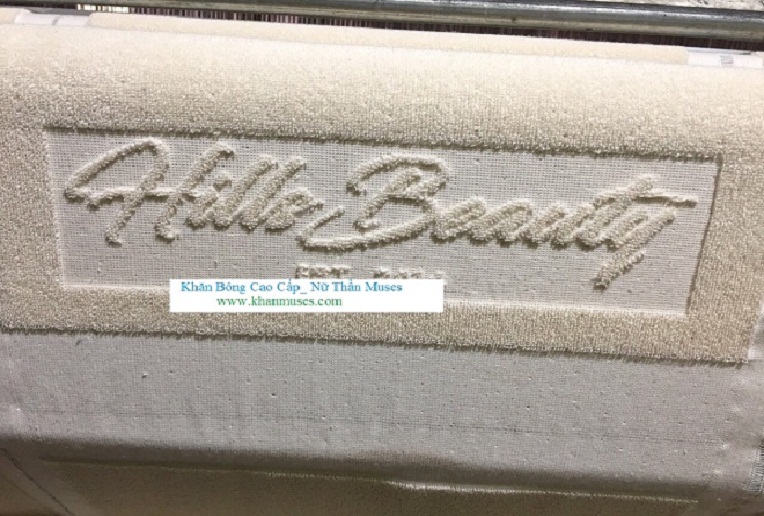 Hills Beauty
Khăn Bông Cao Cấp_ Nữ Thần Muses
www.khanmuses.com